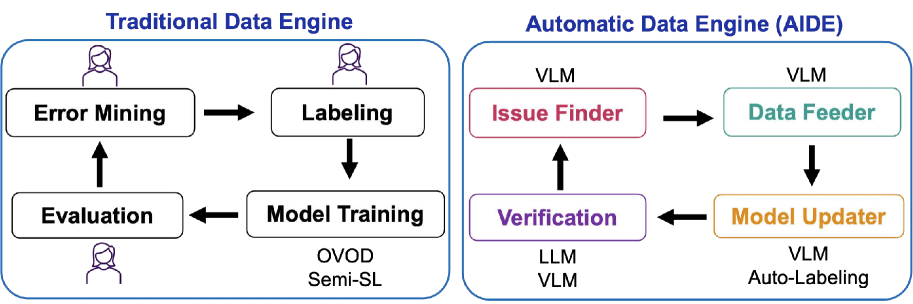 Traditional Data Engine
Error Mining
Labeling
Evaluation
Model Training
OVOD
Semi-SL
Automatic Data Engine (AIDE)
VLM
VLM
Issue Finder
Data Feeder
Verification
Model Updater
LLM
VLM
VLM
Auto-Labeling